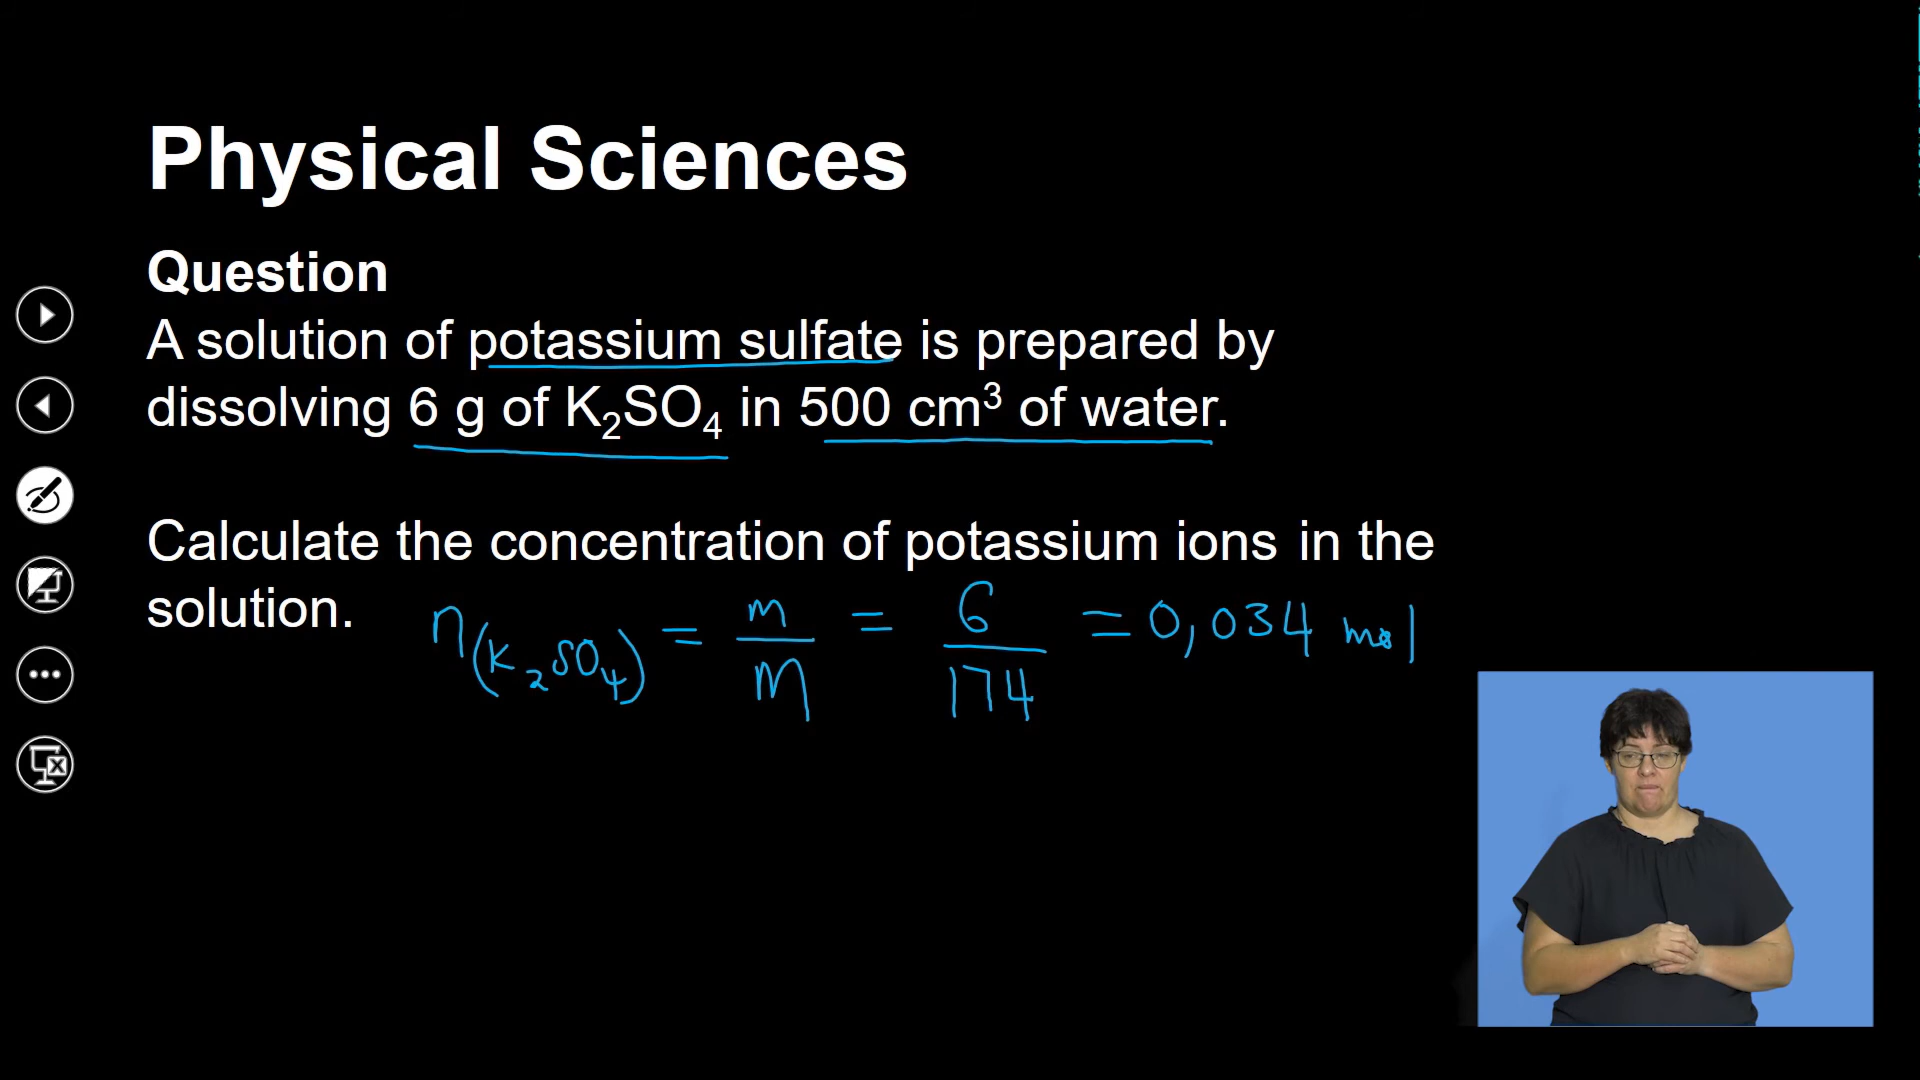 Physical Sciences
Question
A solution of potassium sulfate is prepared by
dissolving 6 g of K₂SO₄ in 500 cm³ of water.
Calculate the concentration of potassium ions in the
solution.
n(K₂SO₄) = m/M = 6/174 = 0,034 mol